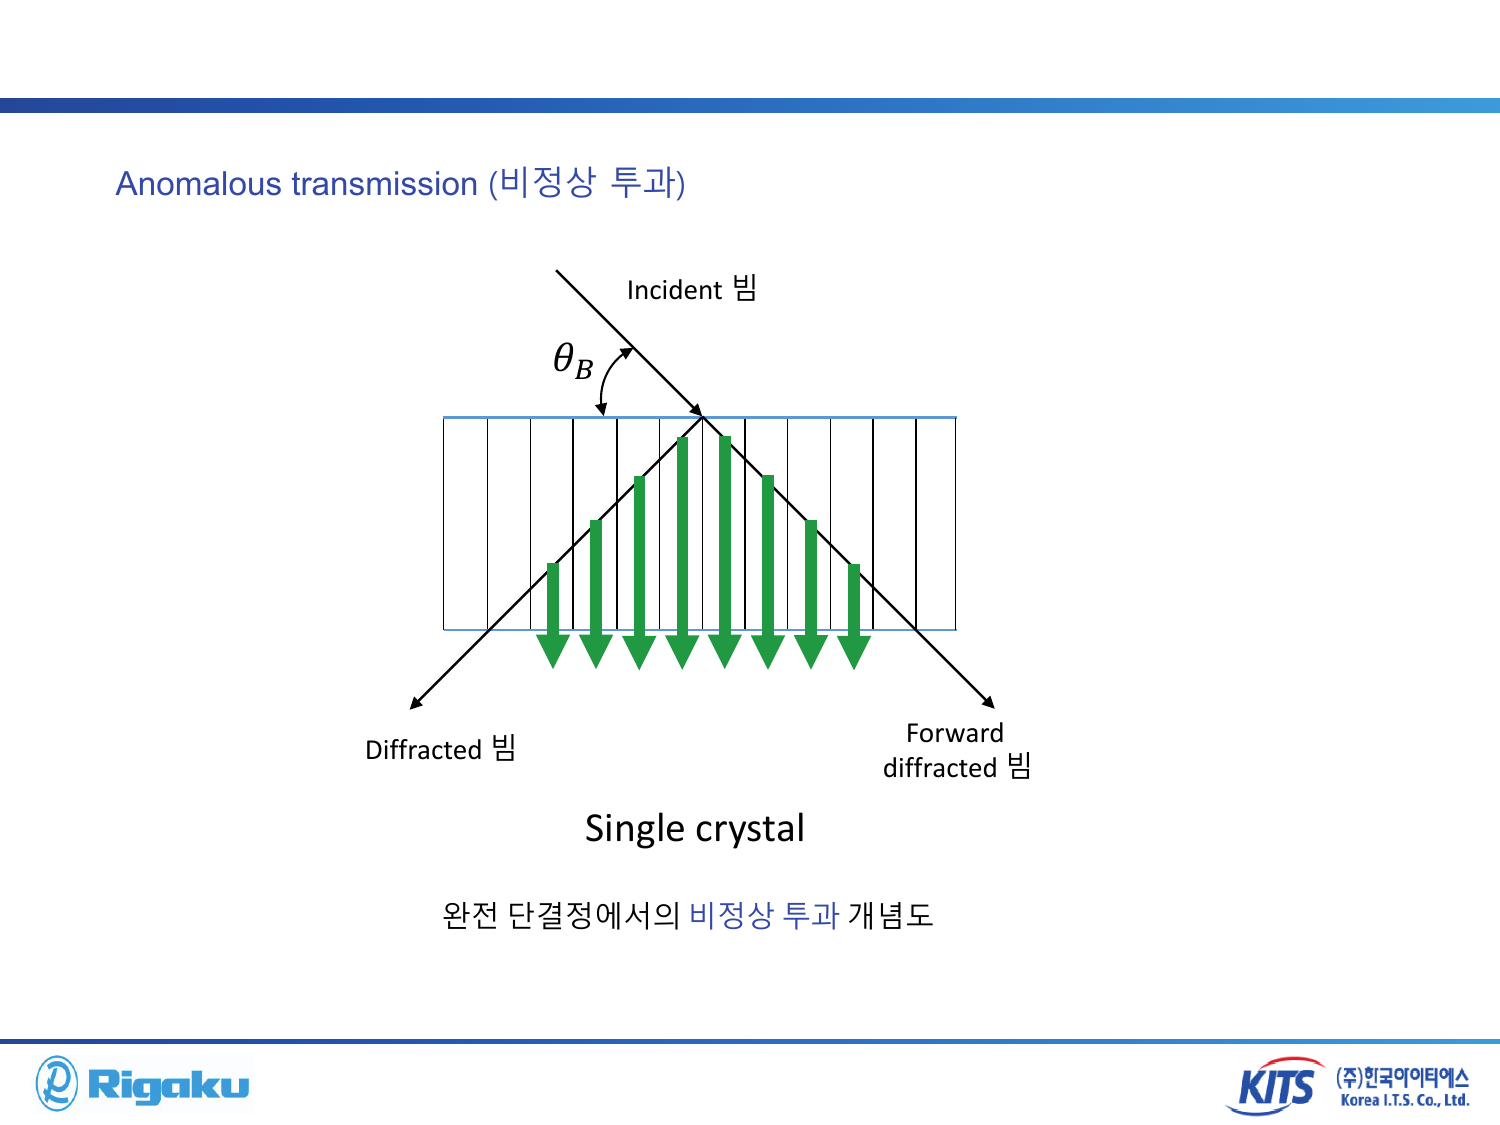 Anomalous transmission (비정상 투과)
Incident 빔
θ_B
Diffracted 빔
Forward
diffracted 빔
Single crystal
완전 단결정에서의 비정상 투과 개념도
Rigaku
KITS
(주)한국아이티에스
Korea I.T.S. Co., Ltd.